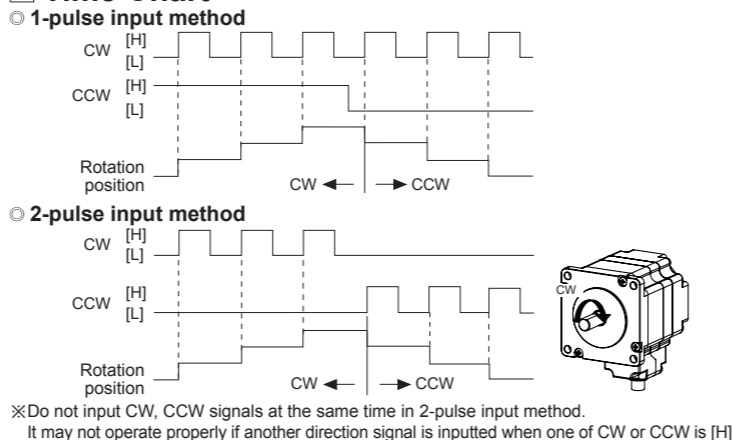 ◎ 1-pulse input method
CW [H]
[L]
CCW [H]
[L]
Rotation position
CW CCW
◎ 2-pulse input method
CW [H]
[L]
CCW [H]
[L]
Rotation position
CW CCW
CW
※Do not input CW, CCW signals at the same time in 2-pulse input method.
It may not operate properly if another direction signal is inputted when one of CW or CCW is [H]